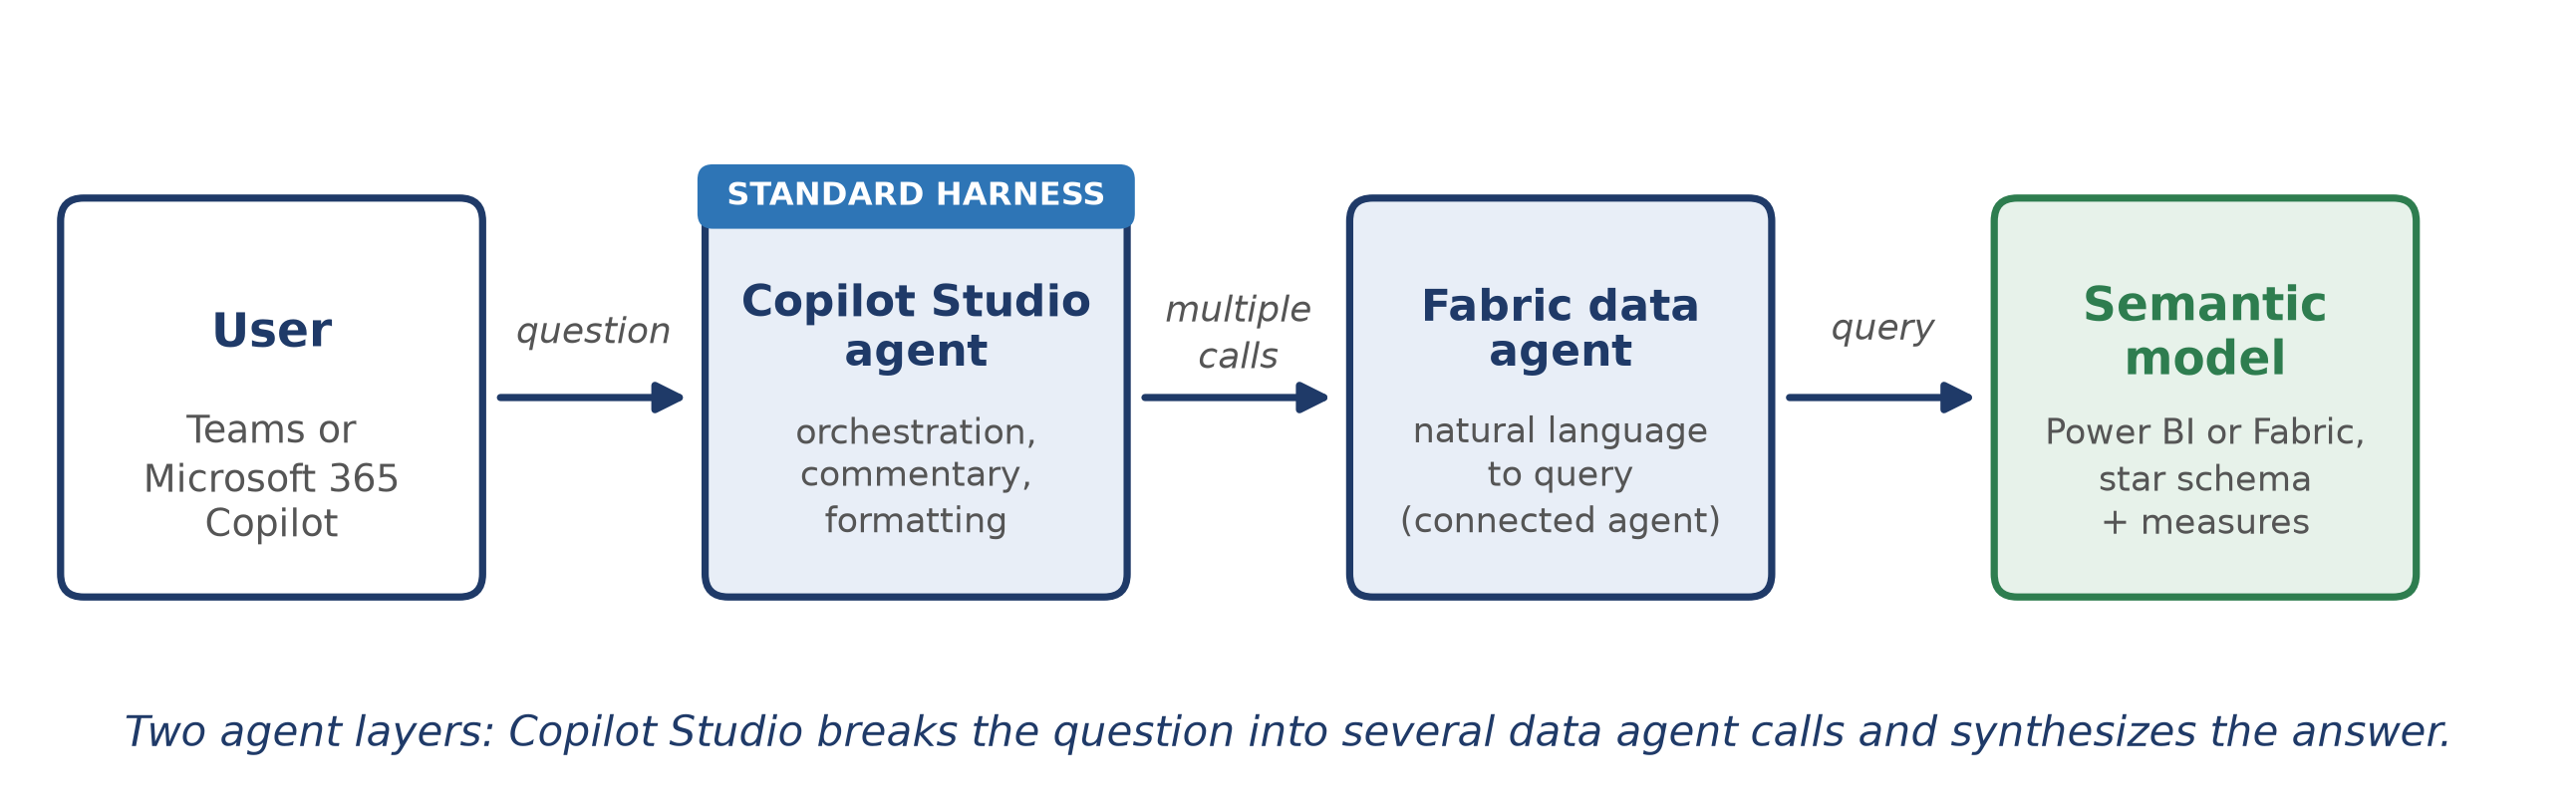 User
Teams or
Microsoft 365
Copilot
question
STANDARD HARNESS
Copilot Studio
agent
orchestration,
commentary,
formatting
multiple
calls
Fabric data
agent
natural language
to query
(connected agent)
query
Semantic
model
Power BI or Fabric,
star schema
+ measures
Two agent layers: Copilot Studio breaks the question into several data agent calls and synthesizes the answer.